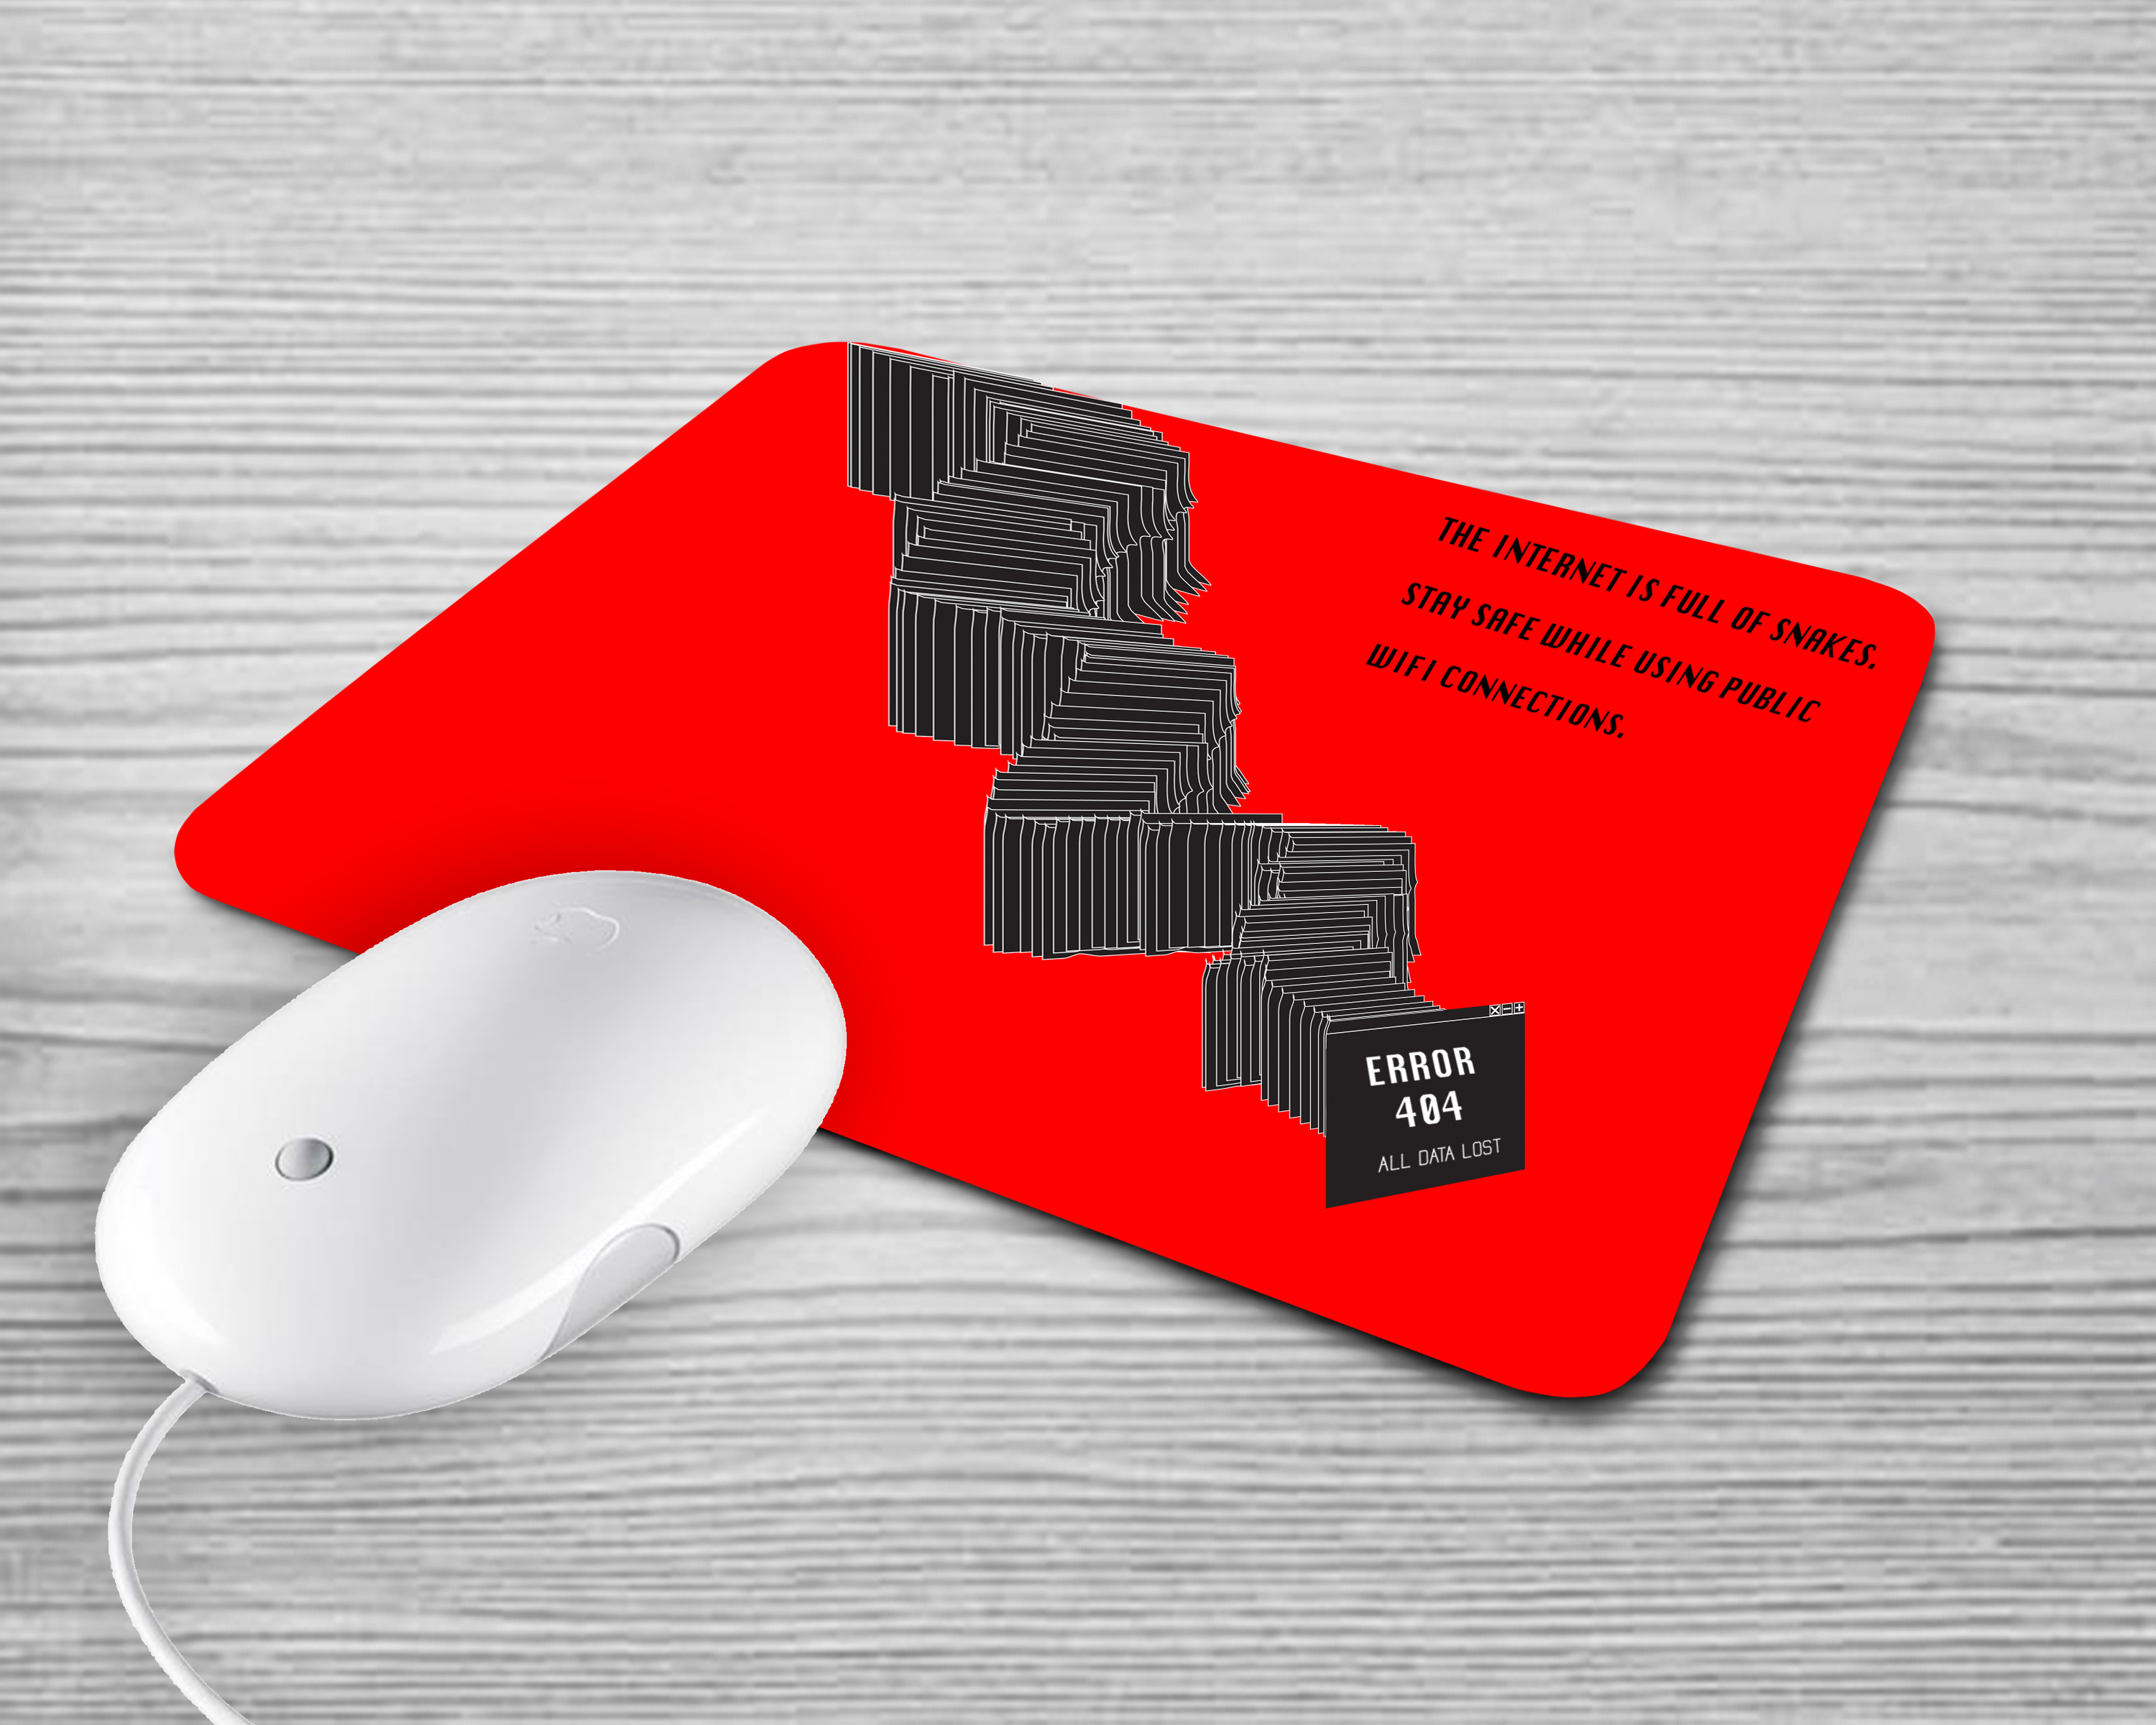 THE INTERNET IS FULL OF SNAKES.
STAY SAFE WHILE USING PUBLIC
WIFI CONNECTIONS.
ERROR
404
ALL DATA LOST